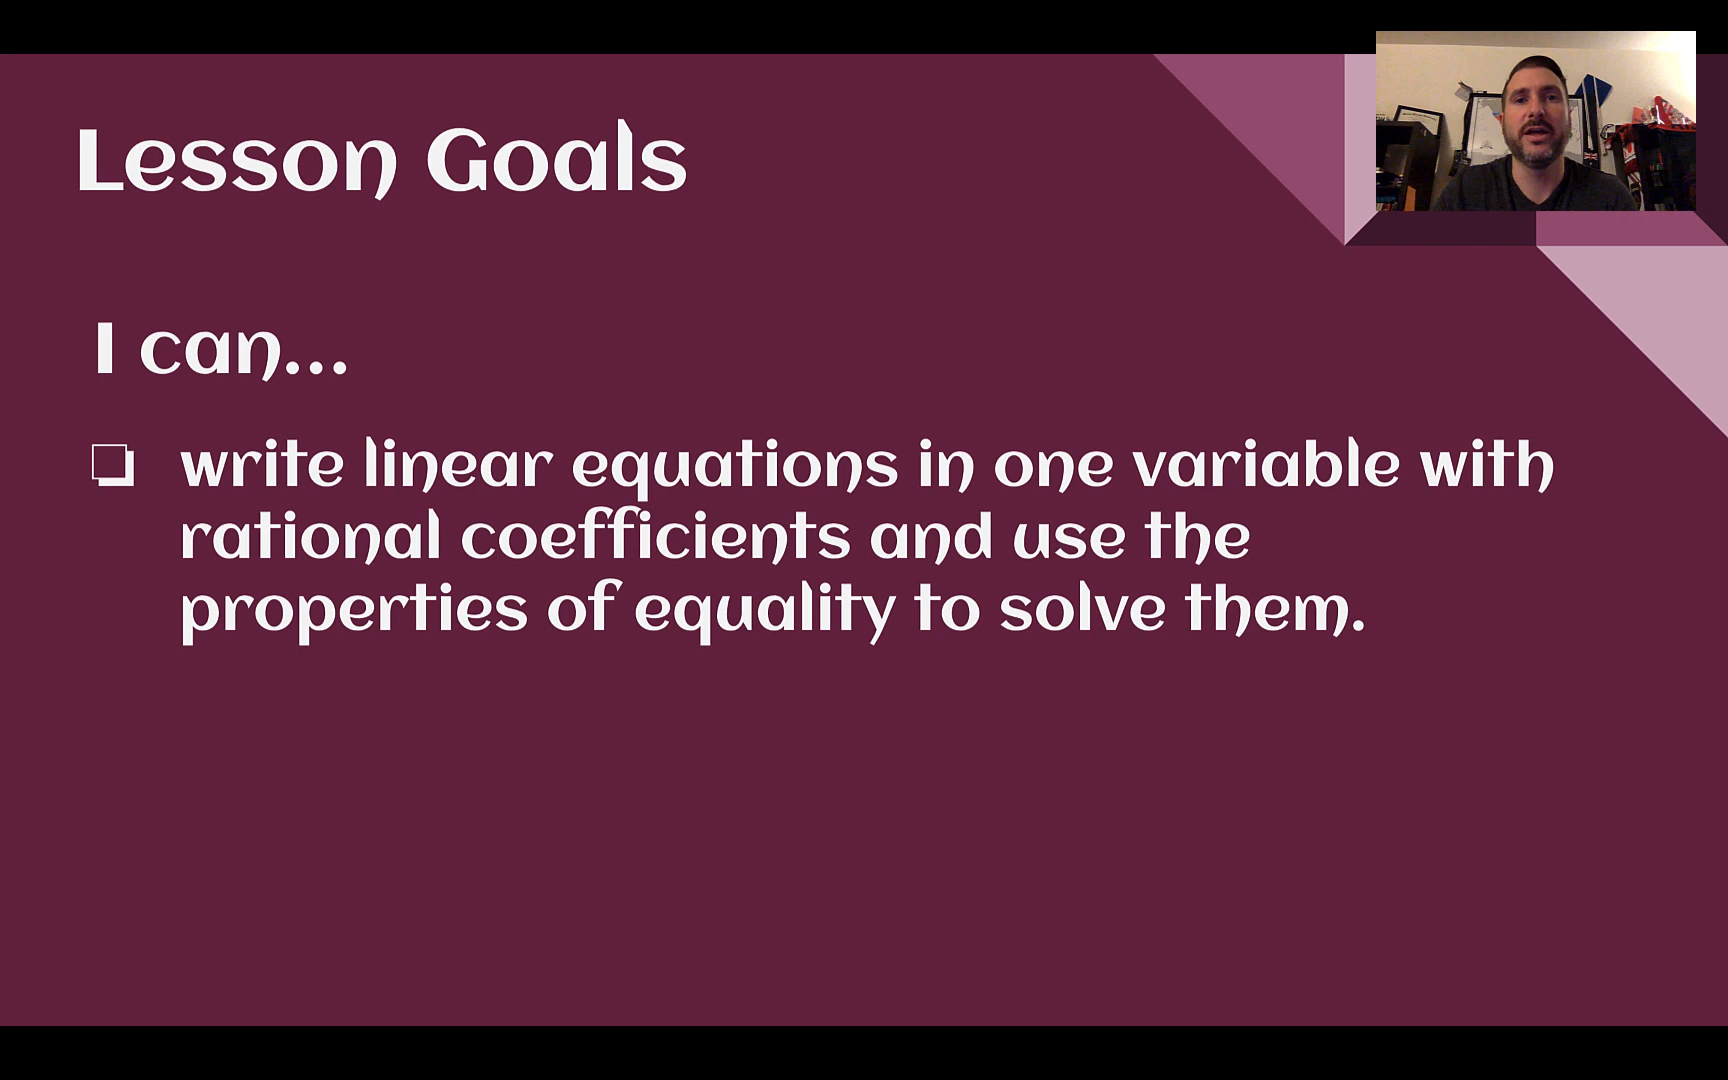 Lesson Goals
I can...
write linear equations in one variable with
rational coefficients and use the
properties of equality to solve them.